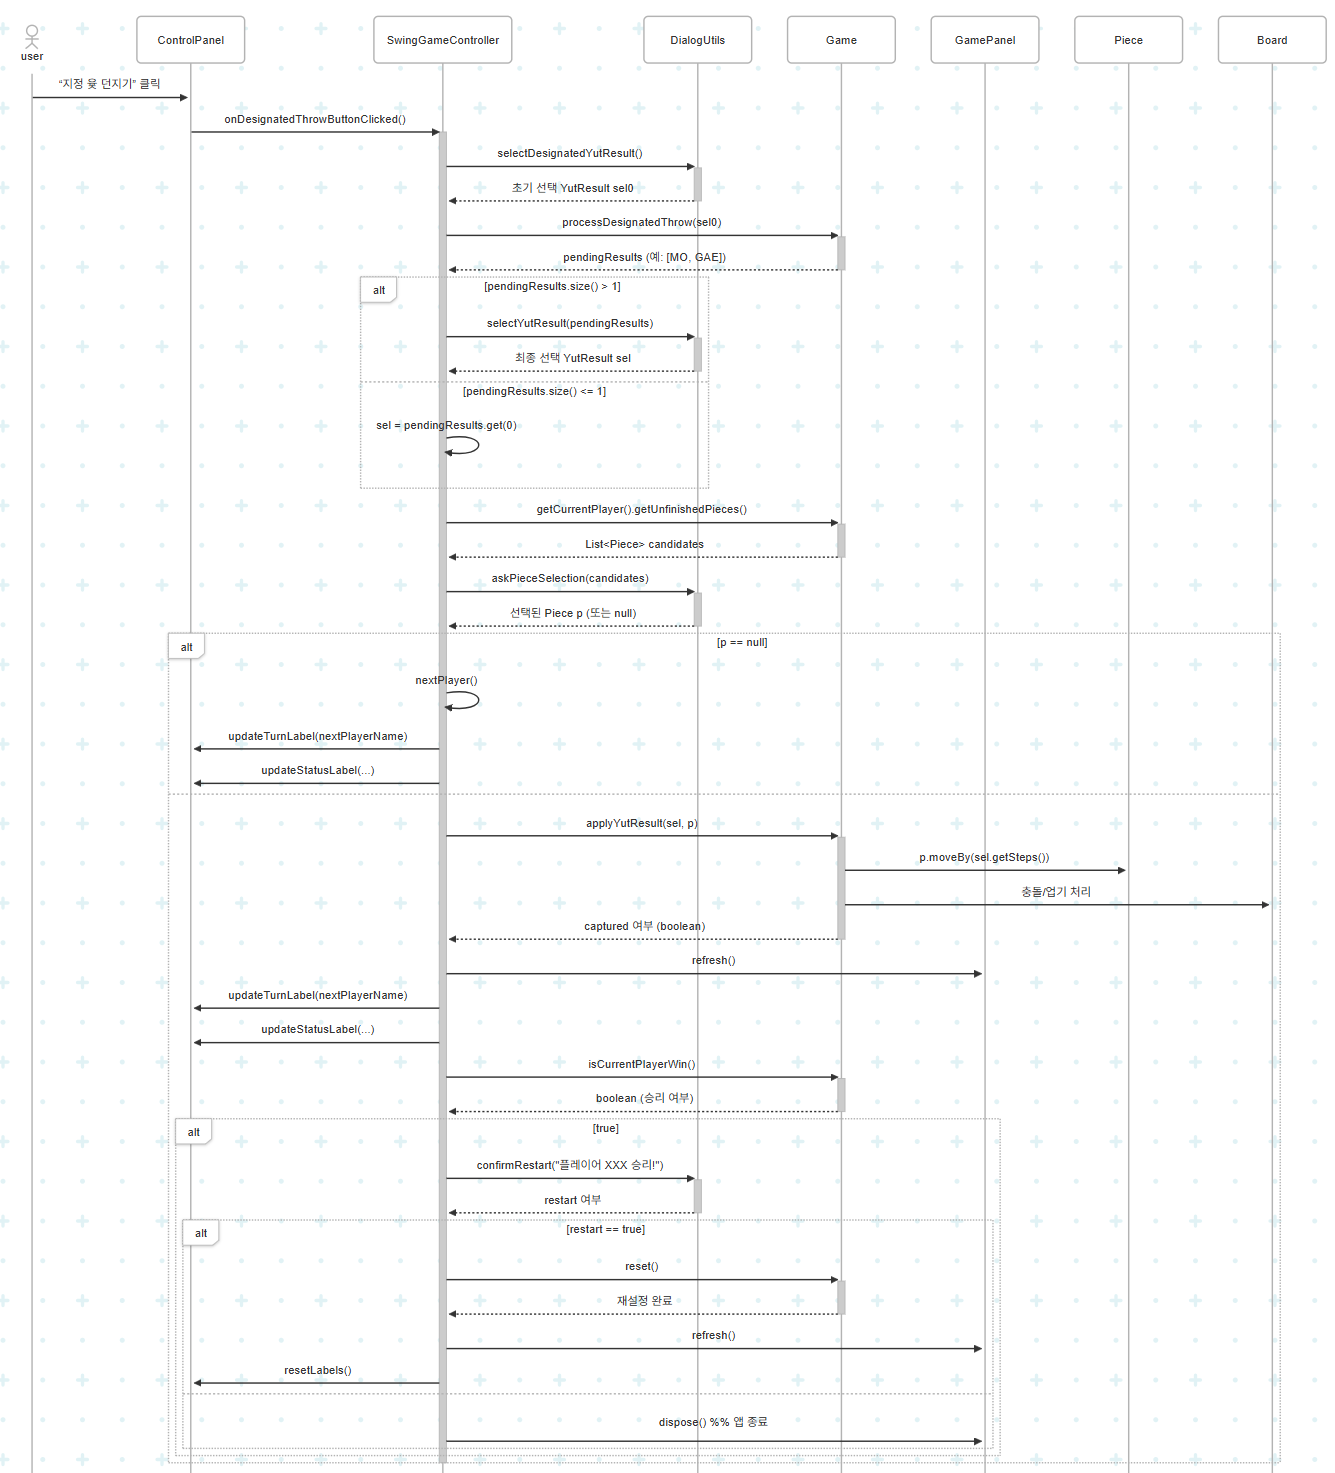 user
ControlPanel
SwingGameController
DialogUtils
Game
GamePanel
Piece
Board
“지정 윷 던지기” 클릭
onDesignatedThrowButtonClicked()
selectDesignatedYutResult()
초기 선택 YutResult sel0
processDesignatedThrow(sel0)
pendingResults (예: [MO, GAE])
alt
[pendingResults.size() > 1]
selectYutResult(pendingResults)
최종 선택 YutResult sel
[pendingResults.size() <= 1]
sel = pendingResults.get(0)
getCurrentPlayer().getUnfinishedPieces()
List<Piece> candidates
askPieceSelection(candidates)
선택된 Piece p (또는 null)
alt
[p == null]
nextPlayer()
updateTurnLabel(nextPlayerName)
updateStatusLabel(...)
applyYutResult(sel, p)
p.moveBy(sel.getSteps())
충돌/업기 처리
captured 여부 (boolean)
refresh()
updateTurnLabel(nextPlayerName)
updateStatusLabel(...)
isCurrentPlayerWin()
boolean (승리 여부)
alt
[true]
confirmRestart("플레이어 XXX 승리!")
restart 여부
alt
[restart == true]
reset()
재설정 완료
refresh()
resetLabels()
dispose() %% 앱 종료